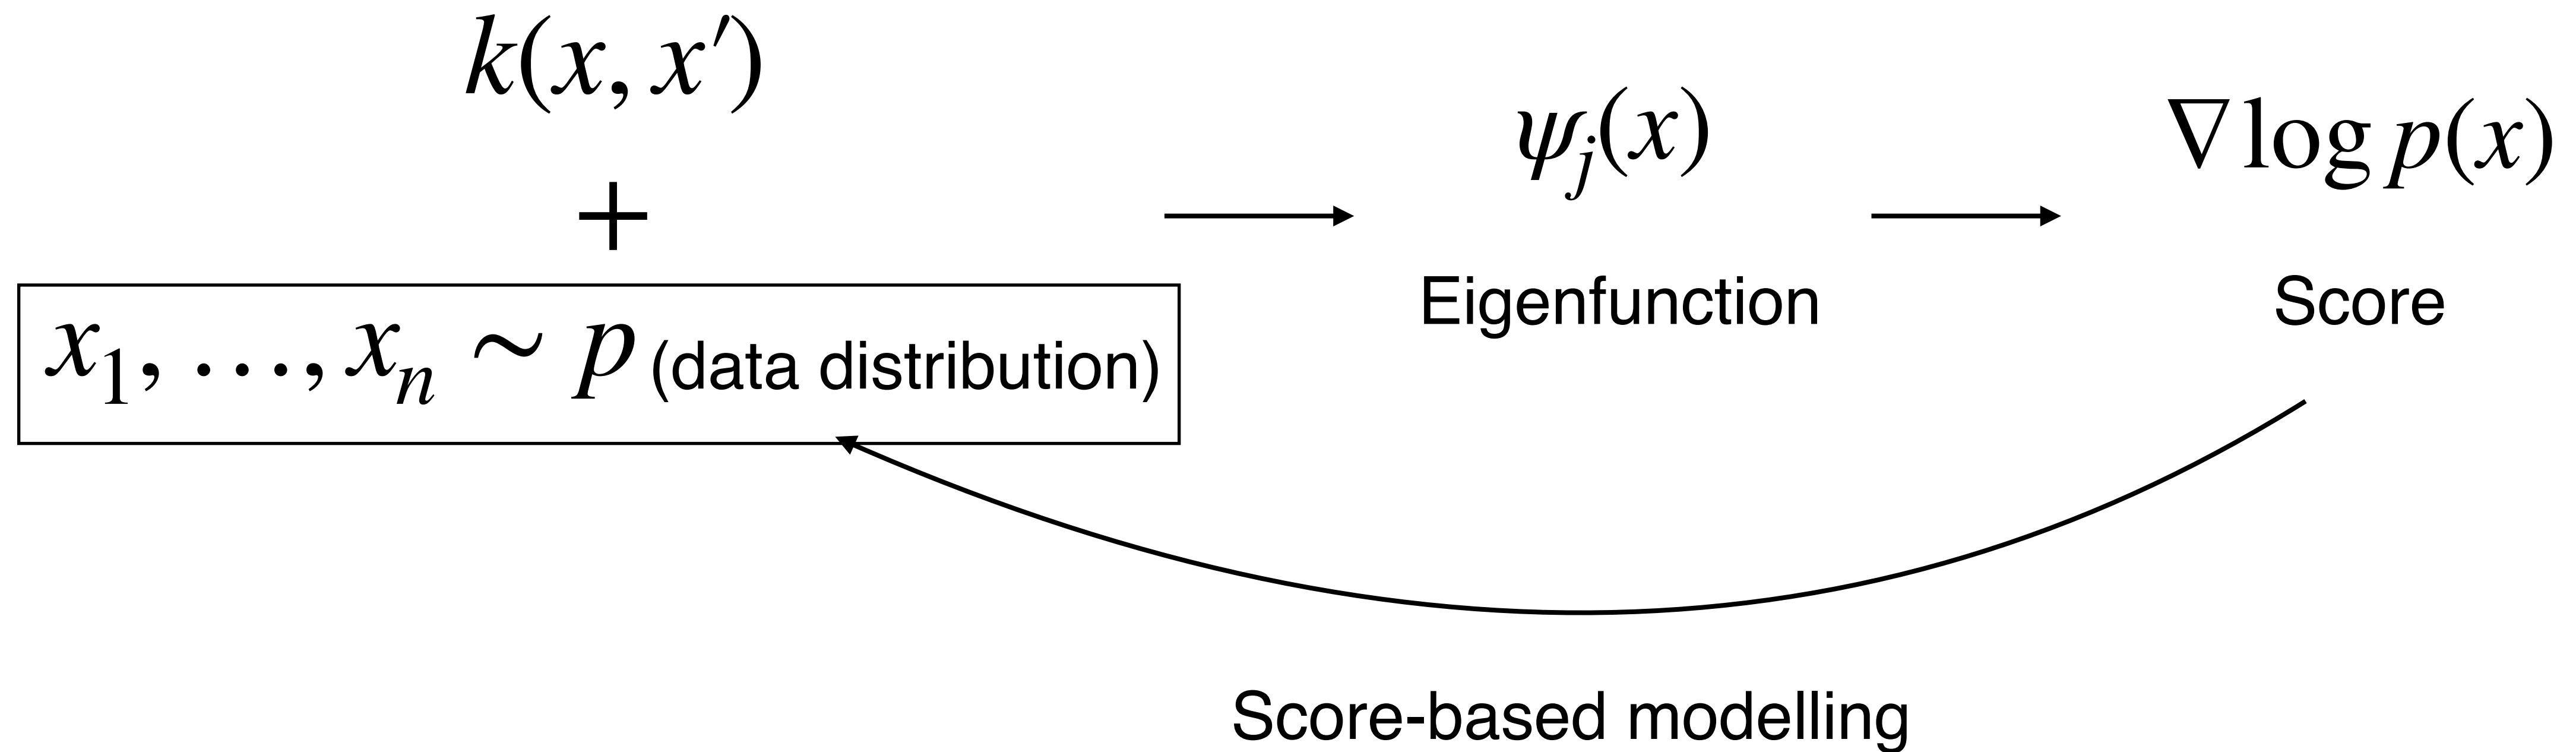 k(x, x′)
+
x₁, …, xₙ ∼ p (data distribution)
ψⱼ(x)
Eigenfunction
∇ log p(x)
Score
Score-based modelling